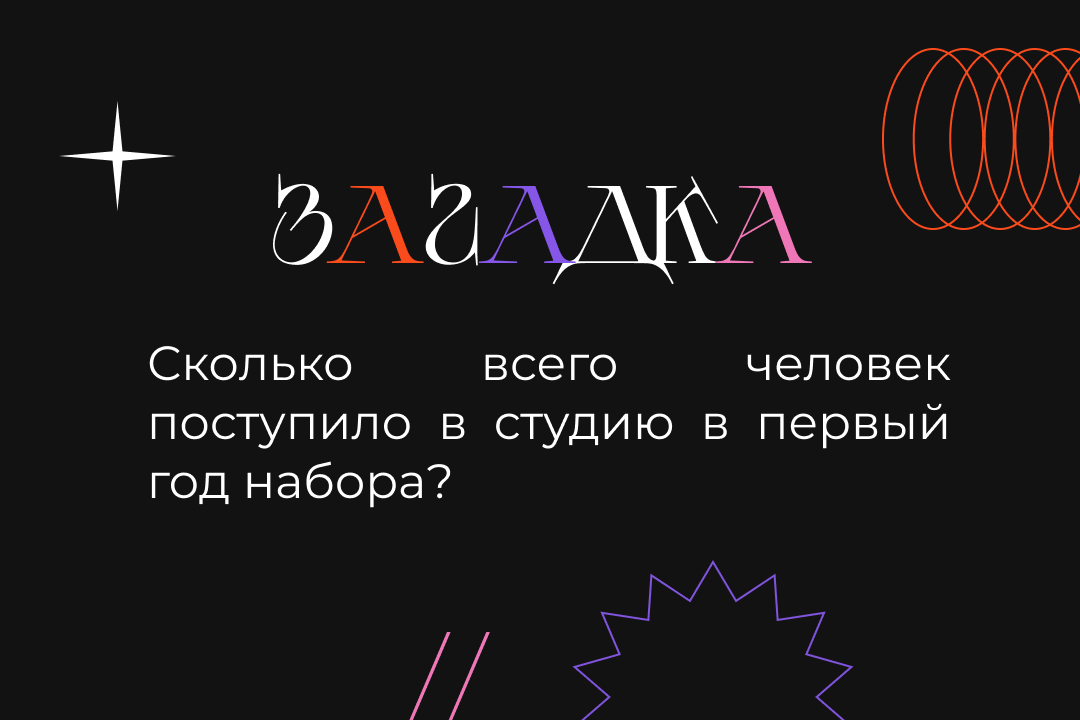 ЗАГАДКА
Сколько всего человек
поступило в студию в первый
год набора?